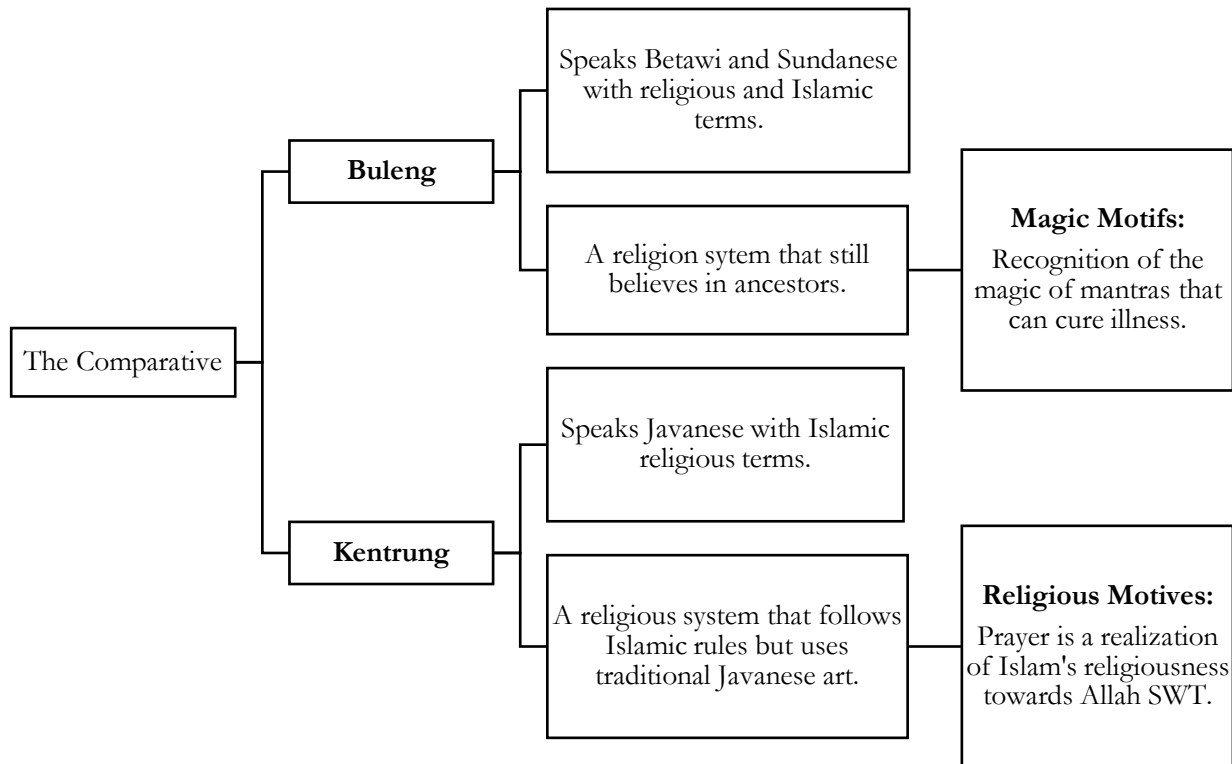 The Comparative
Buleng
Speaks Betawi and Sundanese
with religious and Islamic
terms.
A religion sytem that still
believes in ancestors.
Magic Motifs:
Recognition of the
magic of mantras that
can cure illness.
Kentrung
Speaks Javanese with Islamic
religious terms.
A religious system that follows
Islamic rules but uses
traditional Javanese art.
Religious Motives:
Prayer is a realization
of Islam's religiousness
towards Allah SWT.